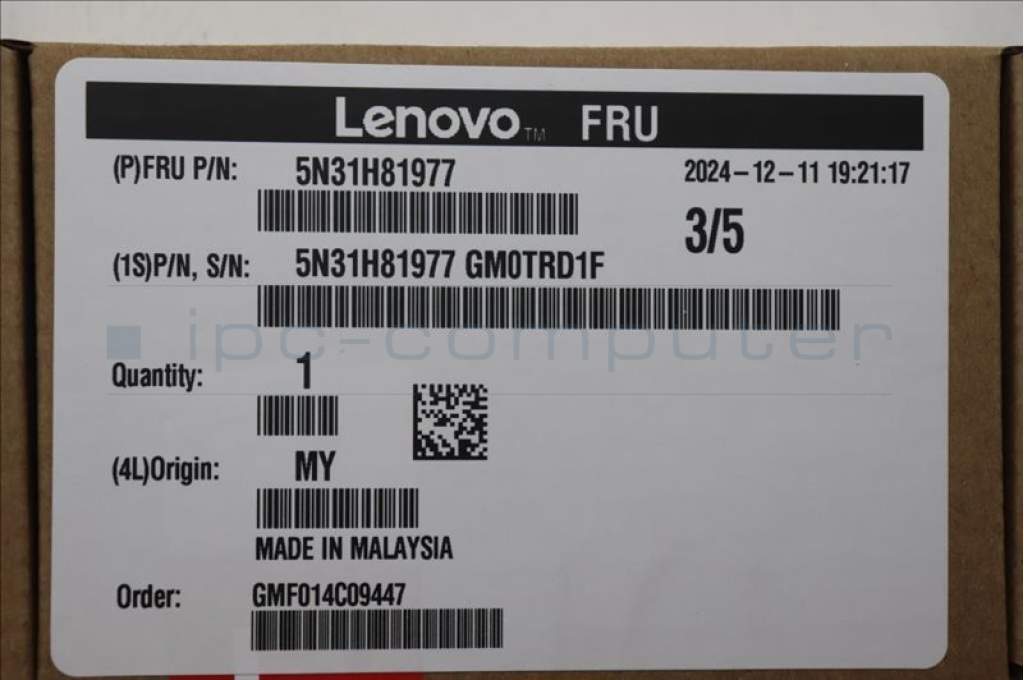 Lenovo™ FRU
(P)FRU P/N: 5N31H81977 2024-12-11 19:21:17
3/5
(1S)P/N, S/N: 5N31H81977 GM0TRD1F
ipc-computer
Quantity: 1
(4L)Origin: MY
MADE IN MALAYSIA
Order: GMF014C09447